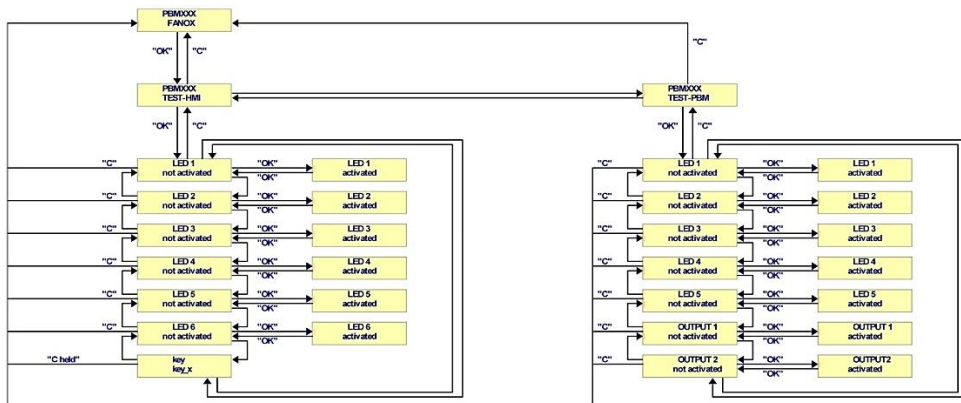 PBMXXX
FANOX
"OK"
"C"
"C"
PBMXXX
TEST-HMI
PBMXXX
TEST-PBM
"OK"
"C"
"OK"
"C"
"C"
LED 1
not activated
"OK"
"OK"
LED 1
activated
"C"
LED 2
not activated
"OK"
"OK"
LED 2
activated
"C"
LED 3
not activated
"OK"
"OK"
LED 3
activated
"C"
LED 4
not activated
"OK"
"OK"
LED 4
activated
"C"
LED 5
not activated
"OK"
"OK"
LED 5
activated
"C"
LED 6
not activated
"OK"
"OK"
LED 6
activated
"C held"
key
key_x
"C"
LED 1
not activated
"OK"
"OK"
LED 1
activated
"C"
LED 2
not activated
"OK"
"OK"
LED 2
activated
"C"
LED 3
not activated
"OK"
"OK"
LED 3
activated
"C"
LED 4
not activated
"OK"
"OK"
LED 4
activated
"C"
LED 5
not activated
"OK"
"OK"
LED 5
activated
"C"
OUTPUT 1
not activated
"OK"
"OK"
OUTPUT 1
activated
"C"
OUTPUT 2
not activated
"OK"
"OK"
OUTPUT2
activated